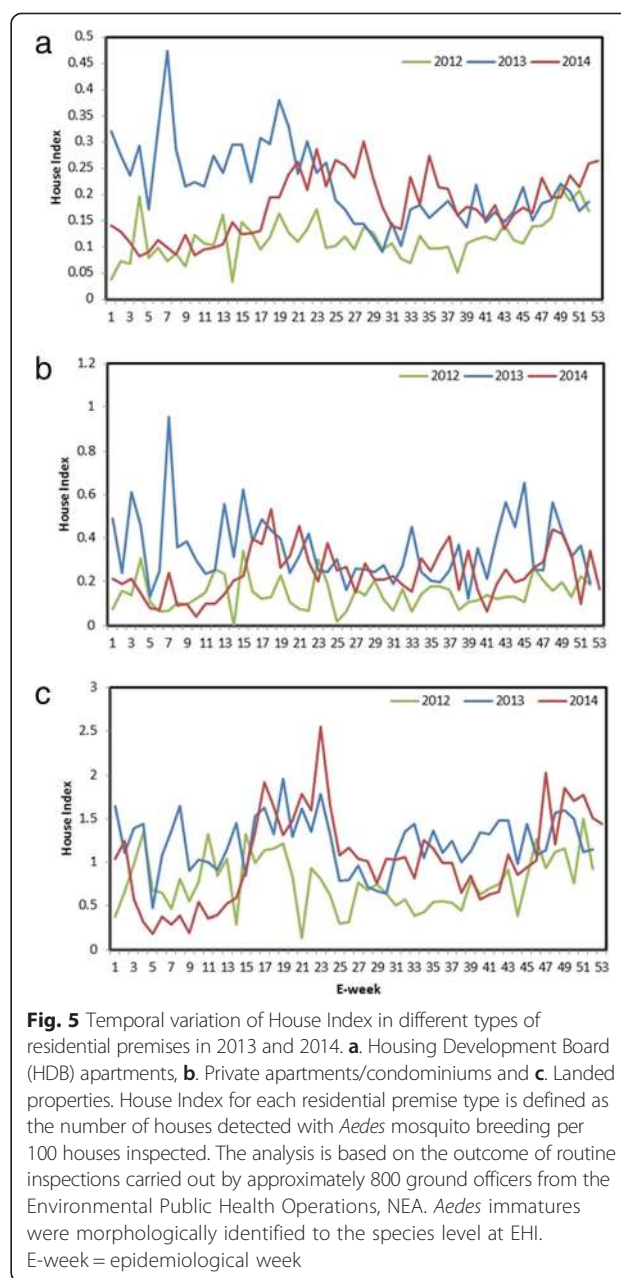 a
0.5
0.45
0.4
0.35
0.3
0.25
0.2
0.15
0.1
0.05
0
House Index
2012 2013 2014
1 3 5 7 9 11 13 15 17 19 21 23 25 27 29 31 33 35 37 39 41 43 45 47 49 51 53
b
1.2
1
0.8
0.6
0.4
0.2
0
House Index
2012 2013 2014
1 3 5 7 9 11 13 15 17 19 21 23 25 27 29 31 33 35 37 39 41 43 45 47 49 51 53
c
3
2.5
2
1.5
1
0.5
0
House Index
2012 2013 2014
1 3 5 7 9 11 13 15 17 19 21 23 25 27 29 31 33 35 37 39 41 43 45 47 49 51 53
E-week
Fig. 5 Temporal variation of House Index in different types of
residential premises in 2013 and 2014. a. Housing Development Board
(HDB) apartments, b. Private apartments/condominiums and c. Landed
properties. House Index for each residential premise type is defined as
the number of houses detected with Aedes mosquito breeding per
100 houses inspected. The analysis is based on the outcome of routine
inspections carried out by approximately 800 ground officers from the
Environmental Public Health Operations, NEA. Aedes immatures
were morphologically identified to the species level at EHI.
E-week = epidemiological week